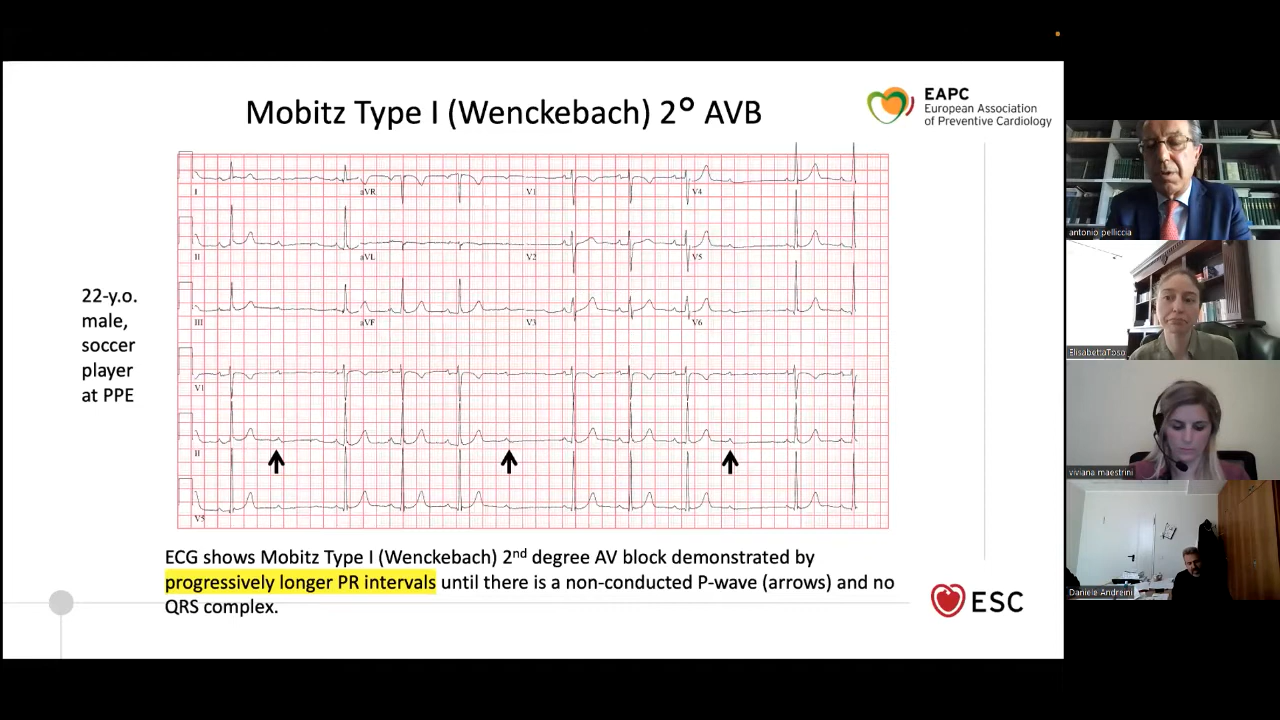 Mobitz Type I (Wenckebach) 2° AVB
EAPC
European Association
of Preventive Cardiology
I
aVR
V1
V4
II
aVL
V2
V5
III
aVF
V3
V6
V1
II
V5
22-y.o.
male,
soccer
player
at PPE
ECG shows Mobitz Type I (Wenckebach) 2nd degree AV block demonstrated by
progressively longer PR intervals until there is a non-conducted P-wave (arrows) and no
QRS complex.
ESC
antonio pelliccia
ElisabettaToso
viviana maestrini
Daniele Andreini